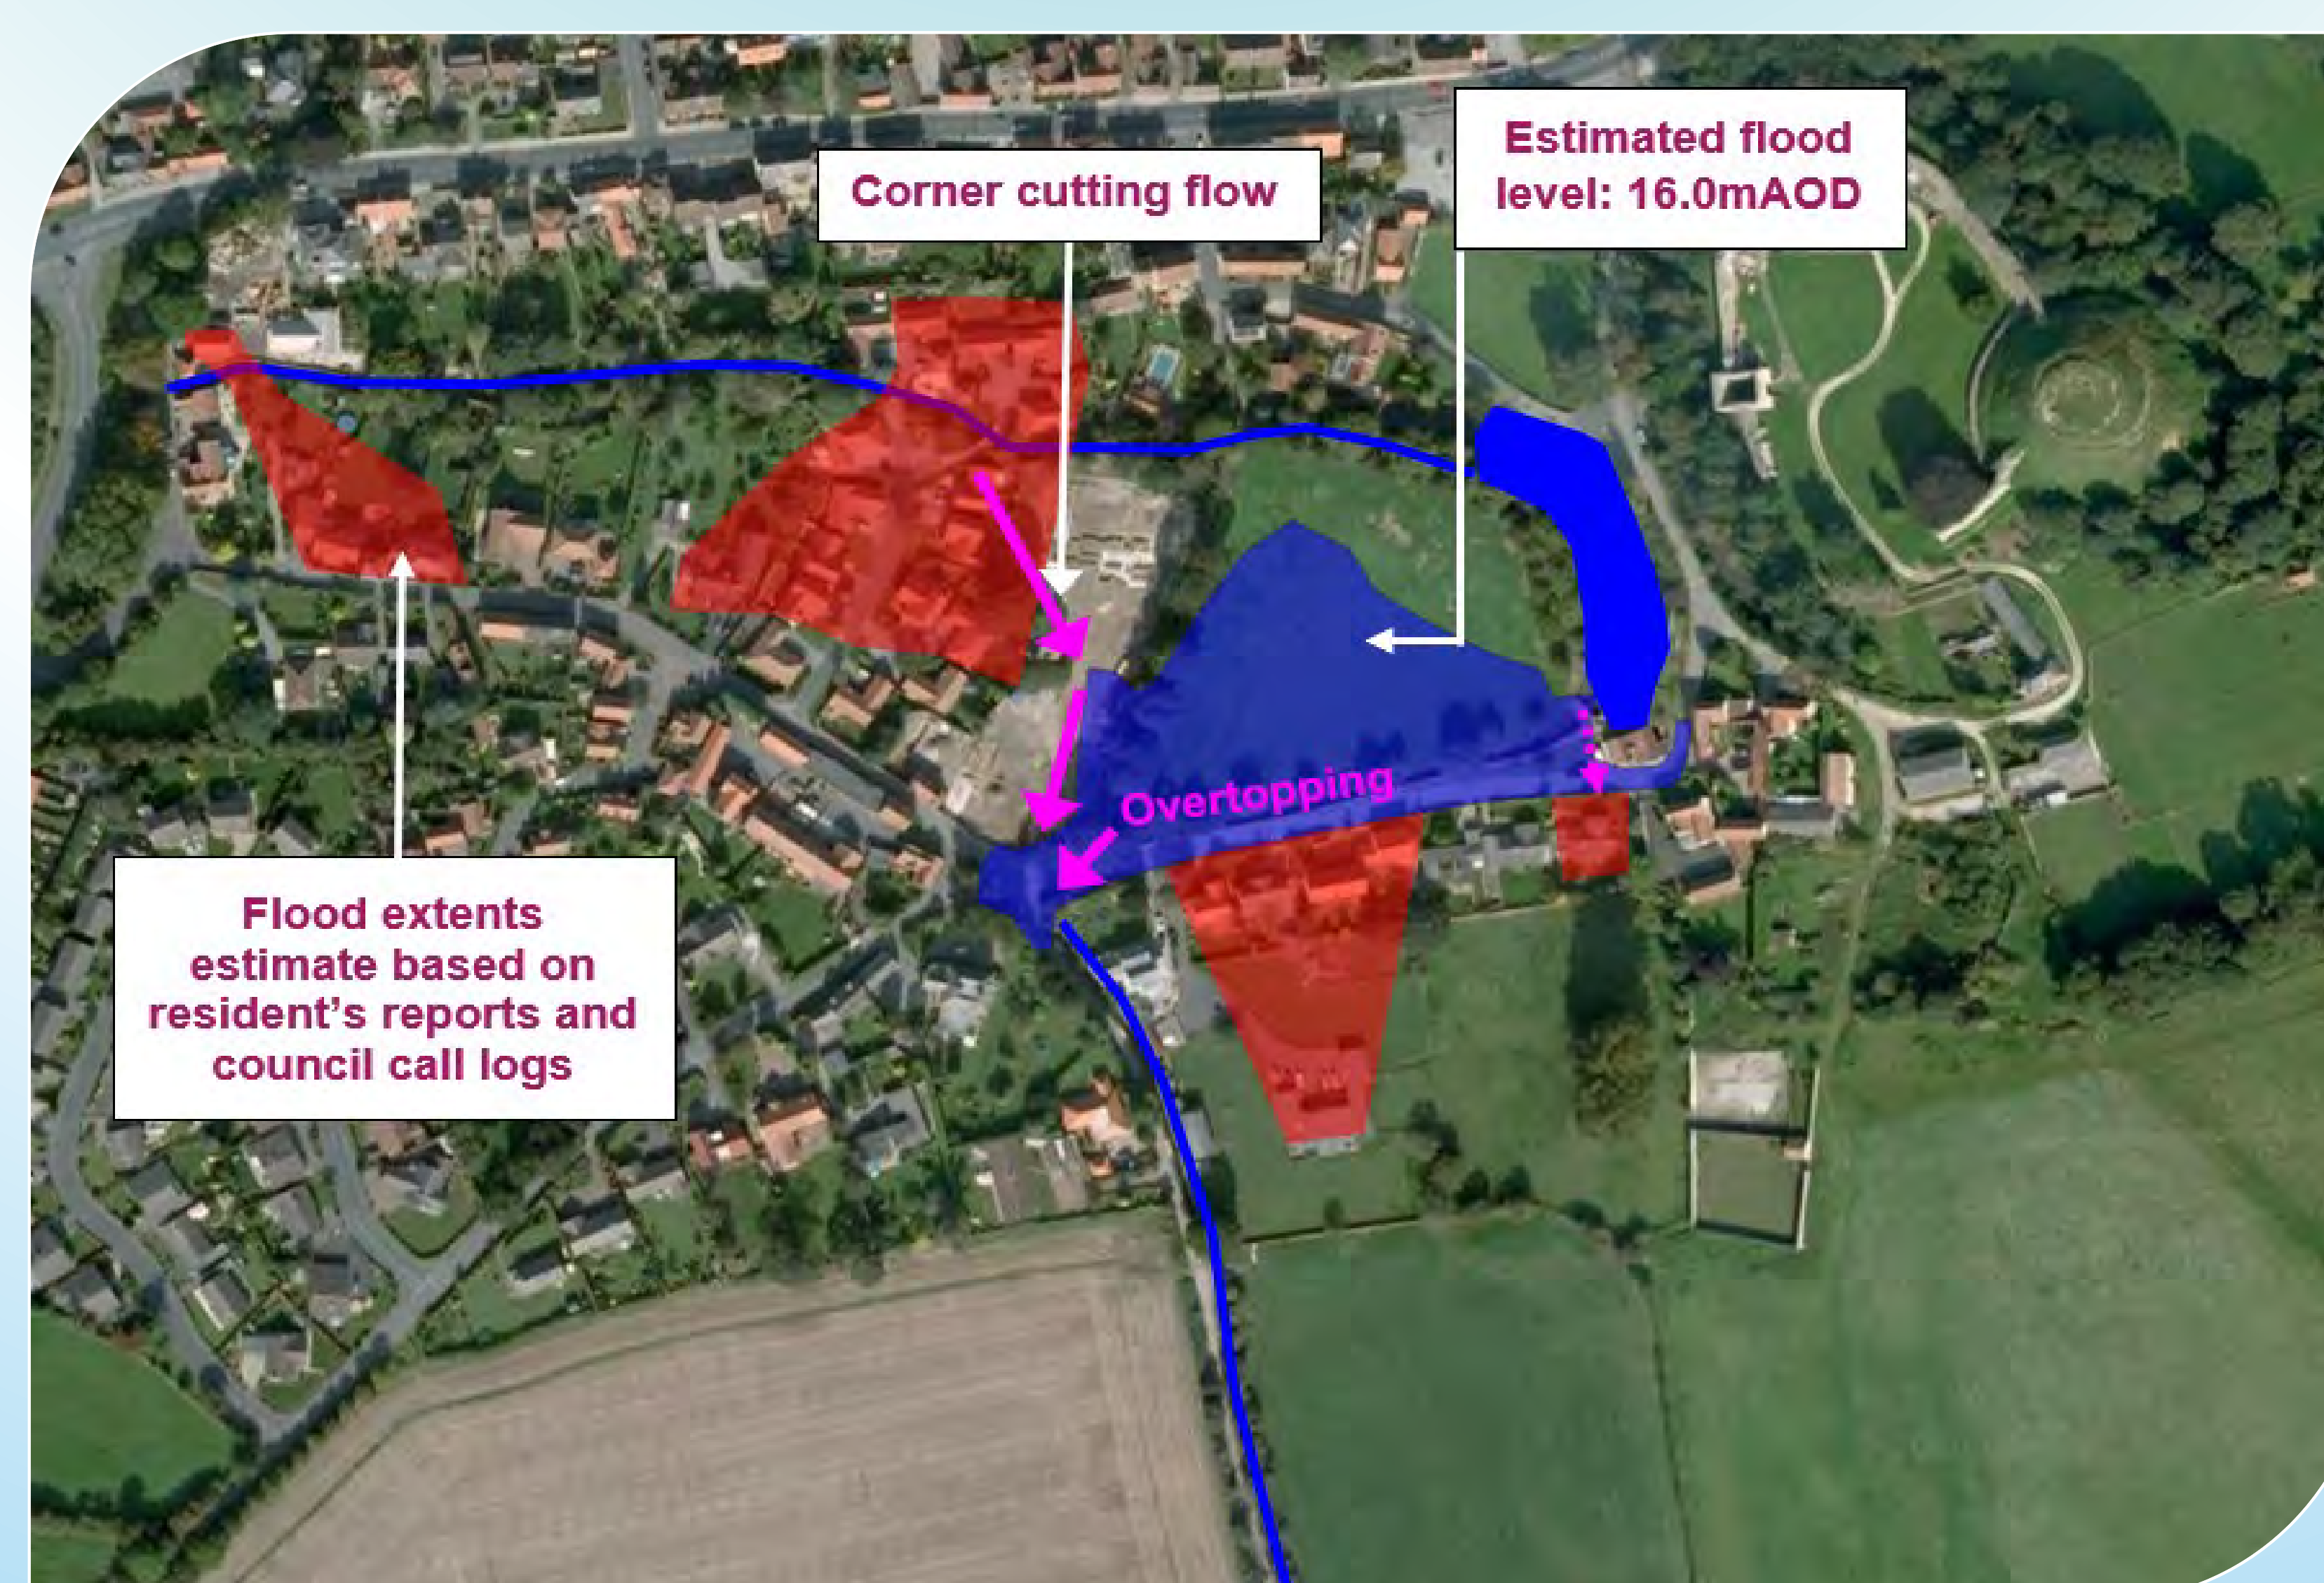 Corner cutting flow
Estimated flood
level: 16.0mAOD
Overtopping
Flood extents
estimate based on
resident's reports and
council call logs